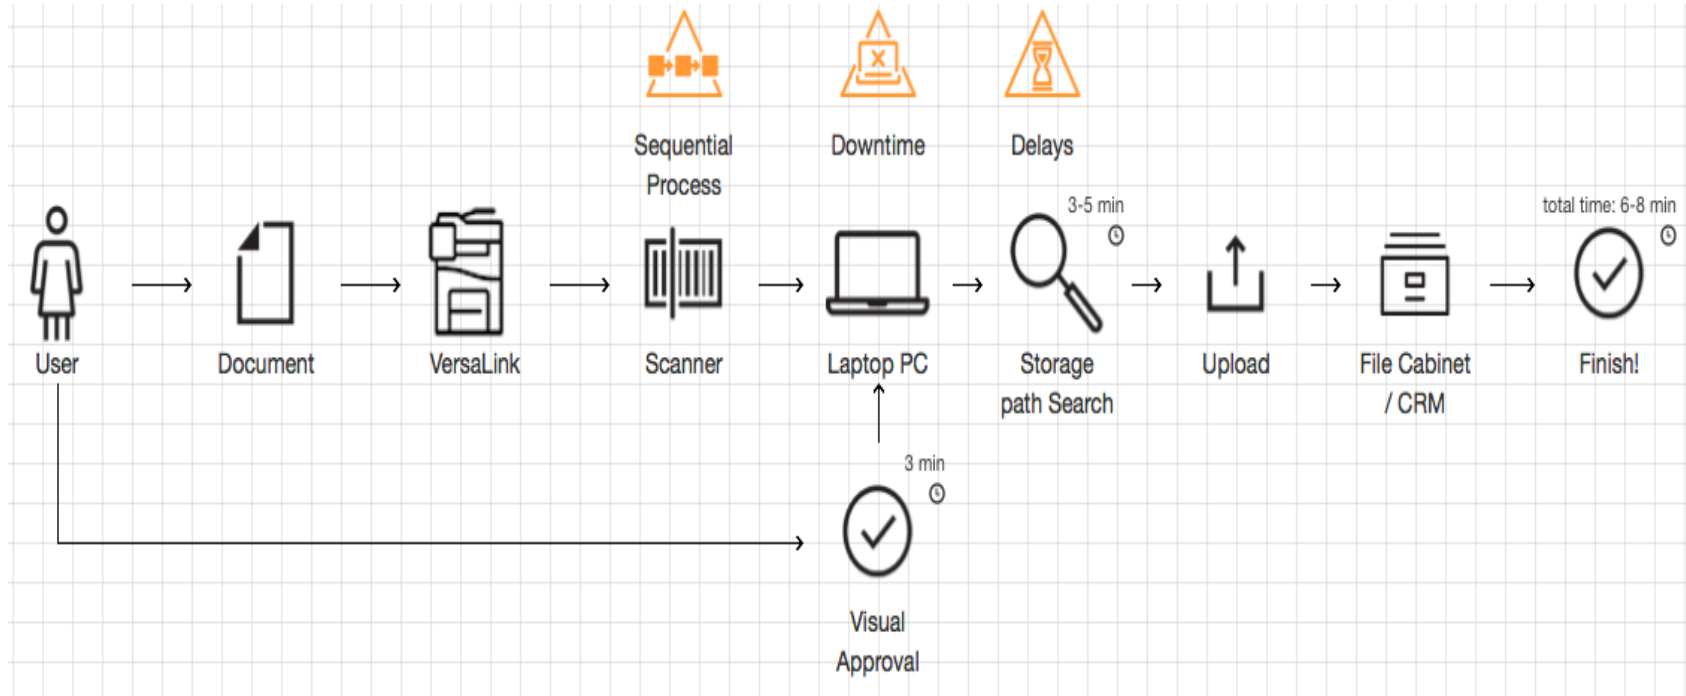 Sequential
Process
Downtime
Delays
3-5 min
total time: 6-8 min
User
Document
VersaLink
Scanner
Laptop PC
Storage
path Search
Upload
File Cabinet
/ CRM
Finish!
3 min
Visual
Approval